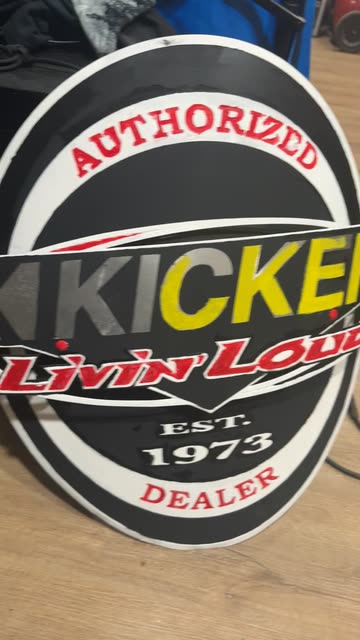 AUTHORIZED
KICKER
Livin' Loud
EST.
1973
DEALER